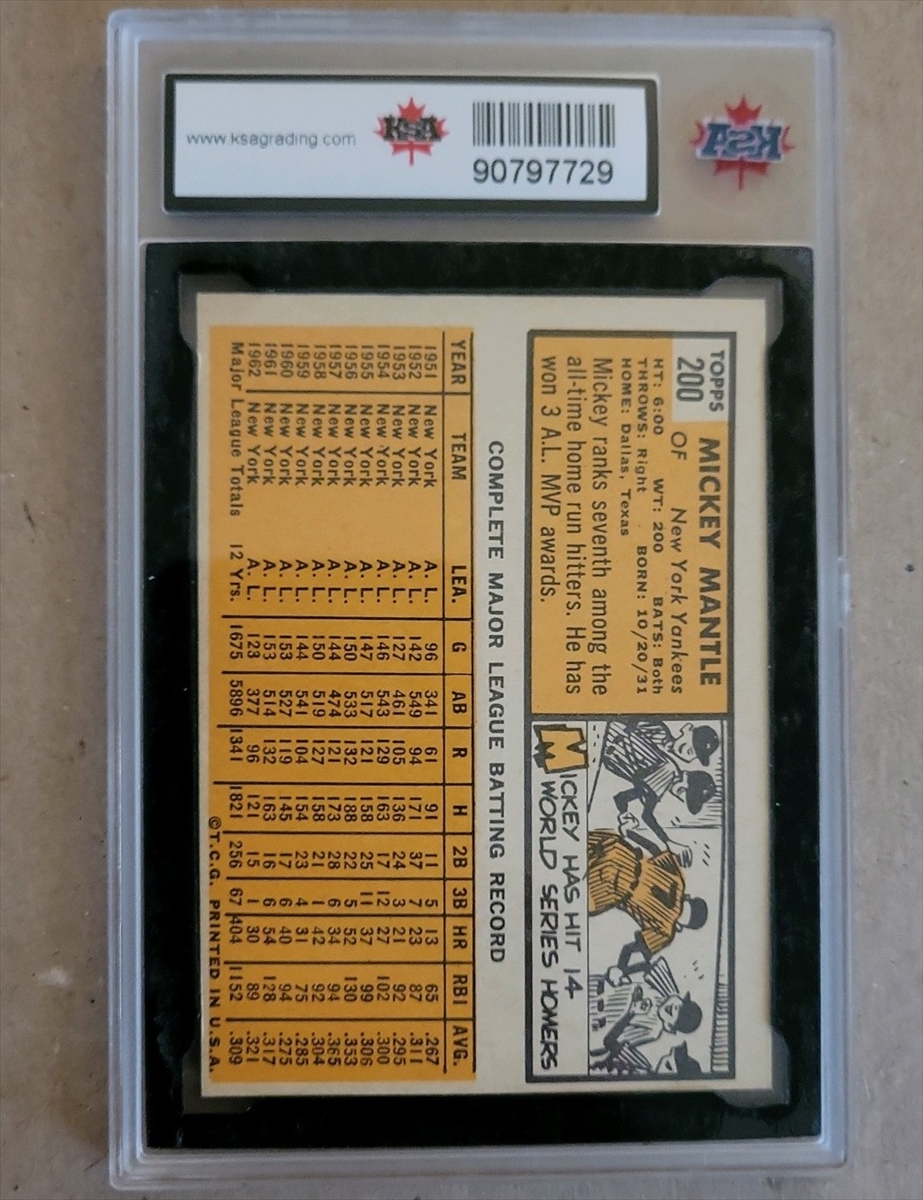 www.ksagrading.com
KSA
90797729
KSA
TOPPS
200
MICKEY MANTLE
OF New York Yankees
HT: 6:00 WT: 200 BATS: Both
THROWS: Right BORN: 10/20/31
HOME: Dallas, Texas
Mickey ranks seventh among the
all-time home run hitters. He has
won 3 A.L. MVP awards.
7
MICKEY HAS HIT 14
WORLD SERIES HOMERS
COMPLETE MAJOR LEAGUE BATTING RECORD
YEAR TEAM LEA. G AB R H 2B 3B HR RBI AVG.
1951 New York A. L. 96 341 61 91 11 5 13 65 .267
1952 New York A. L. 142 549 94 171 37 7 23 87 .311
1953 New York A. L. 127 461 105 136 24 3 21 92 .295
1954 New York A. L. 146 543 129 163 17 12 27 102 .300
1955 New York A. L. 147 517 121 158 25 11 37 99 .306
1956 New York A. L. 150 533 132 188 22 5 52 130 .353
1957 New York A. L. 144 474 121 173 28 6 34 94 .365
1958 New York A. L. 150 519 127 158 21 1 42 92 .304
1959 New York A. L. 144 541 104 154 23 4 31 75 .285
1960 New York A. L. 153 527 119 145 17 6 40 94 .275
1961 New York A. L. 153 514 132 163 16 6 54 128 .317
1962 New York A. L. 123 377 96 121 15 1 30 89 .321
Major League Totals 12 Yrs. 1675 5896 1341 1821 256 67 404 1152 .309
©T.C.G. PRINTED IN U.S.A.